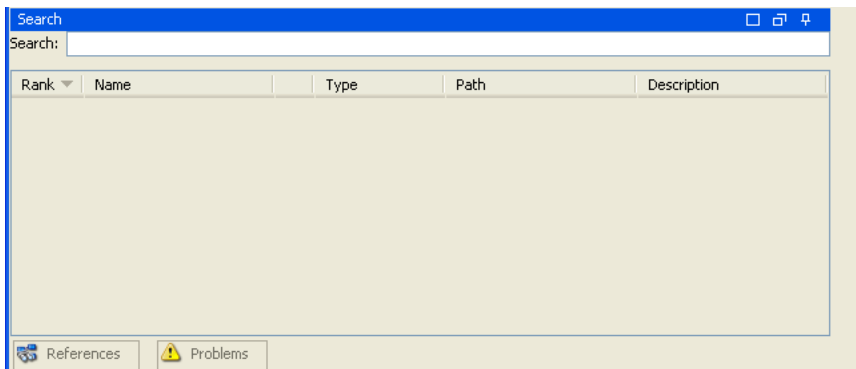 Search
Search:
Rank Name Type Path Description
References Problems